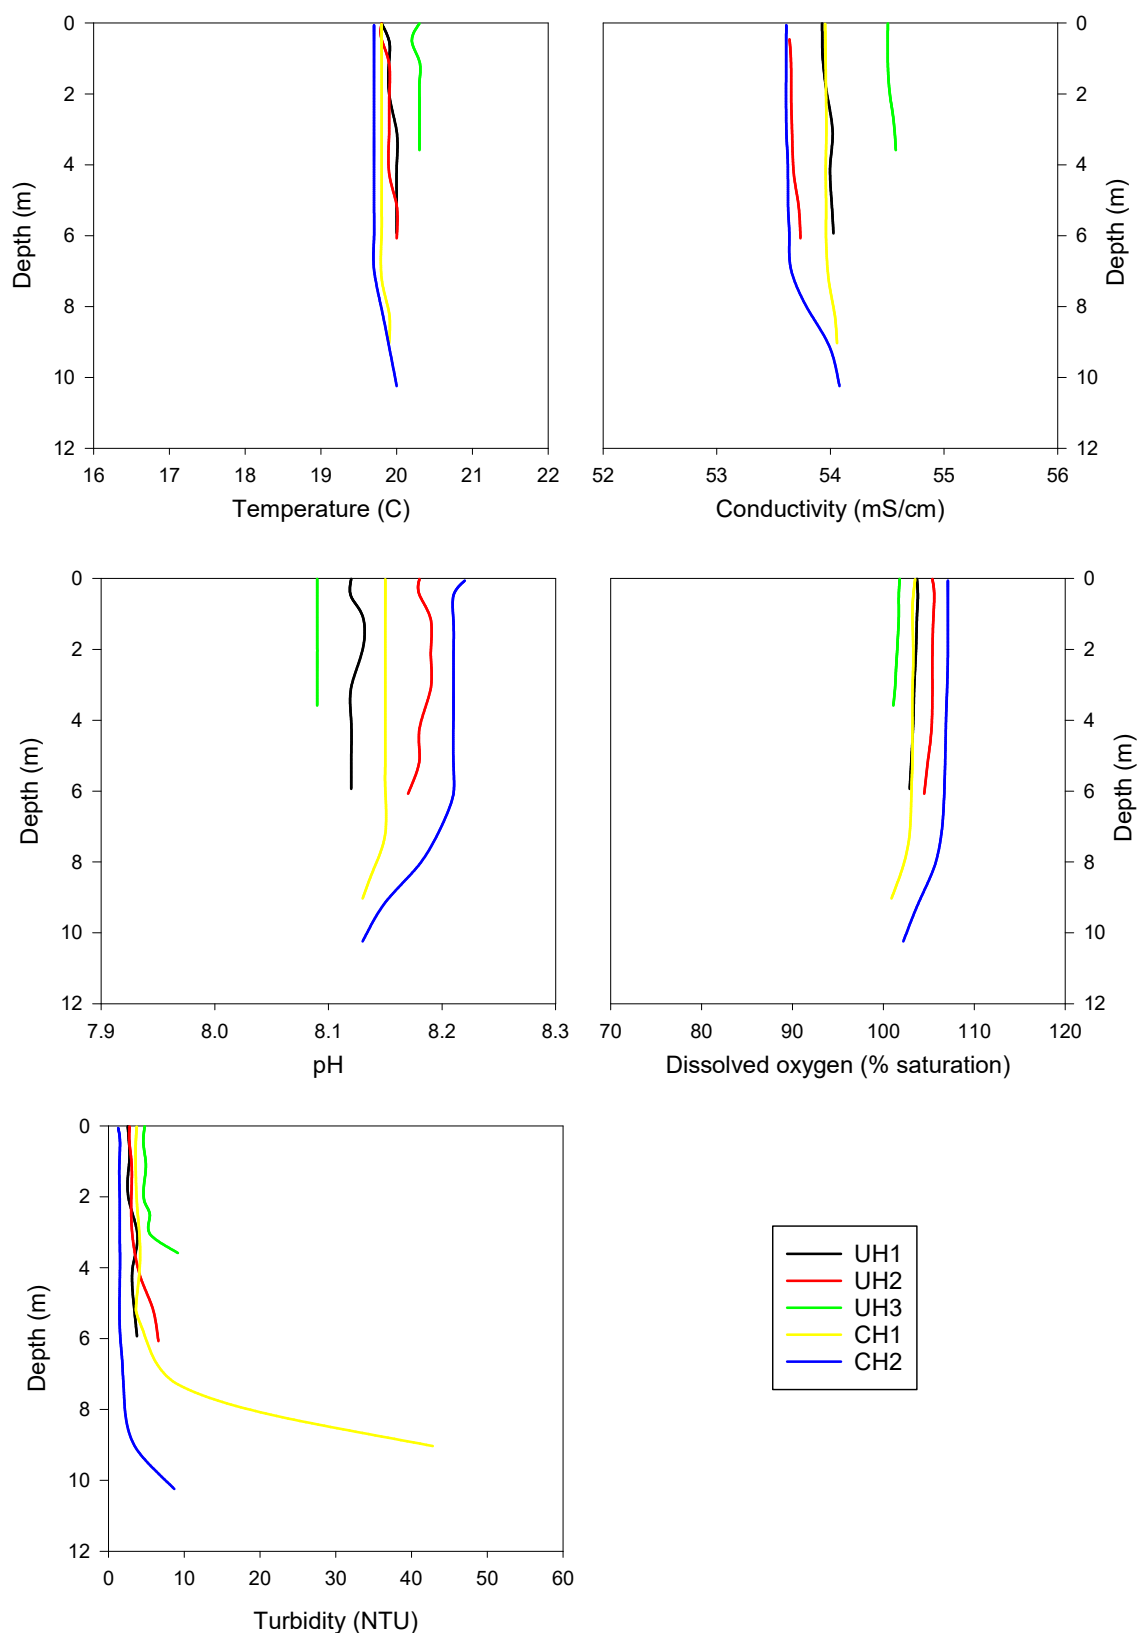 0
2
4
6
8
10
12
Depth (m)
16 17 18 19 20 21 22
Temperature (C)
0
2
4
6
8
10
12
Depth (m)
52 53 54 55 56
Conductivity (mS/cm)
0
2
4
6
8
10
12
Depth (m)
7.9 8.0 8.1 8.2 8.3
pH
0
2
4
6
8
10
12
Depth (m)
70 80 90 100 110 120
Dissolved oxygen (% saturation)
0
2
4
6
8
10
12
Depth (m)
0 10 20 30 40 50 60
Turbidity (NTU)
UH1
UH2
UH3
CH1
CH2